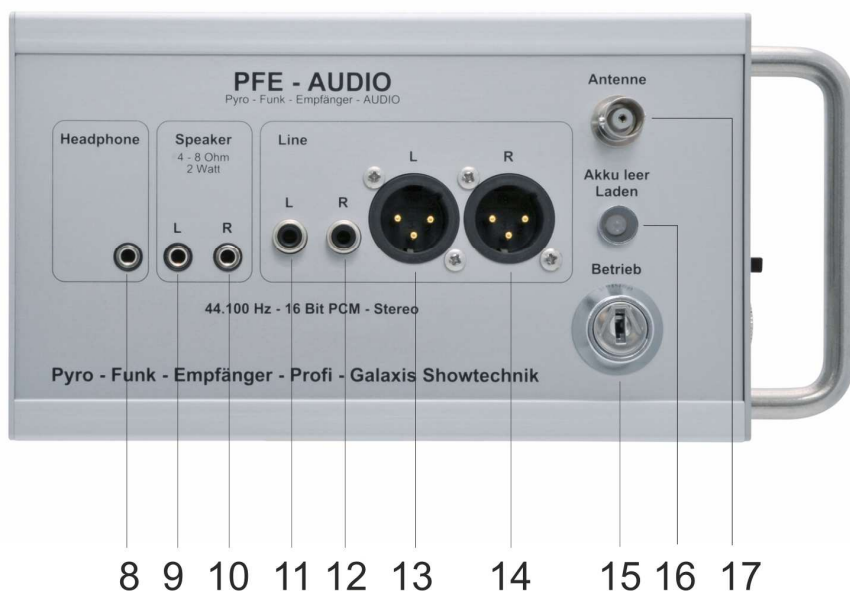 PFE - AUDIO
Pyro - Funk - Empfänger - AUDIO
Antenne
Headphone
Speaker
4 - 8 Ohm
2 Watt
Line
L
R
L
R
L
R
Akku leer
Laden
Betrieb
44.100 Hz - 16 Bit PCM - Stereo
Pyro - Funk - Empfänger - Profi - Galaxis Showtechnik
8 9 10 11 12 13 14 15 16 17